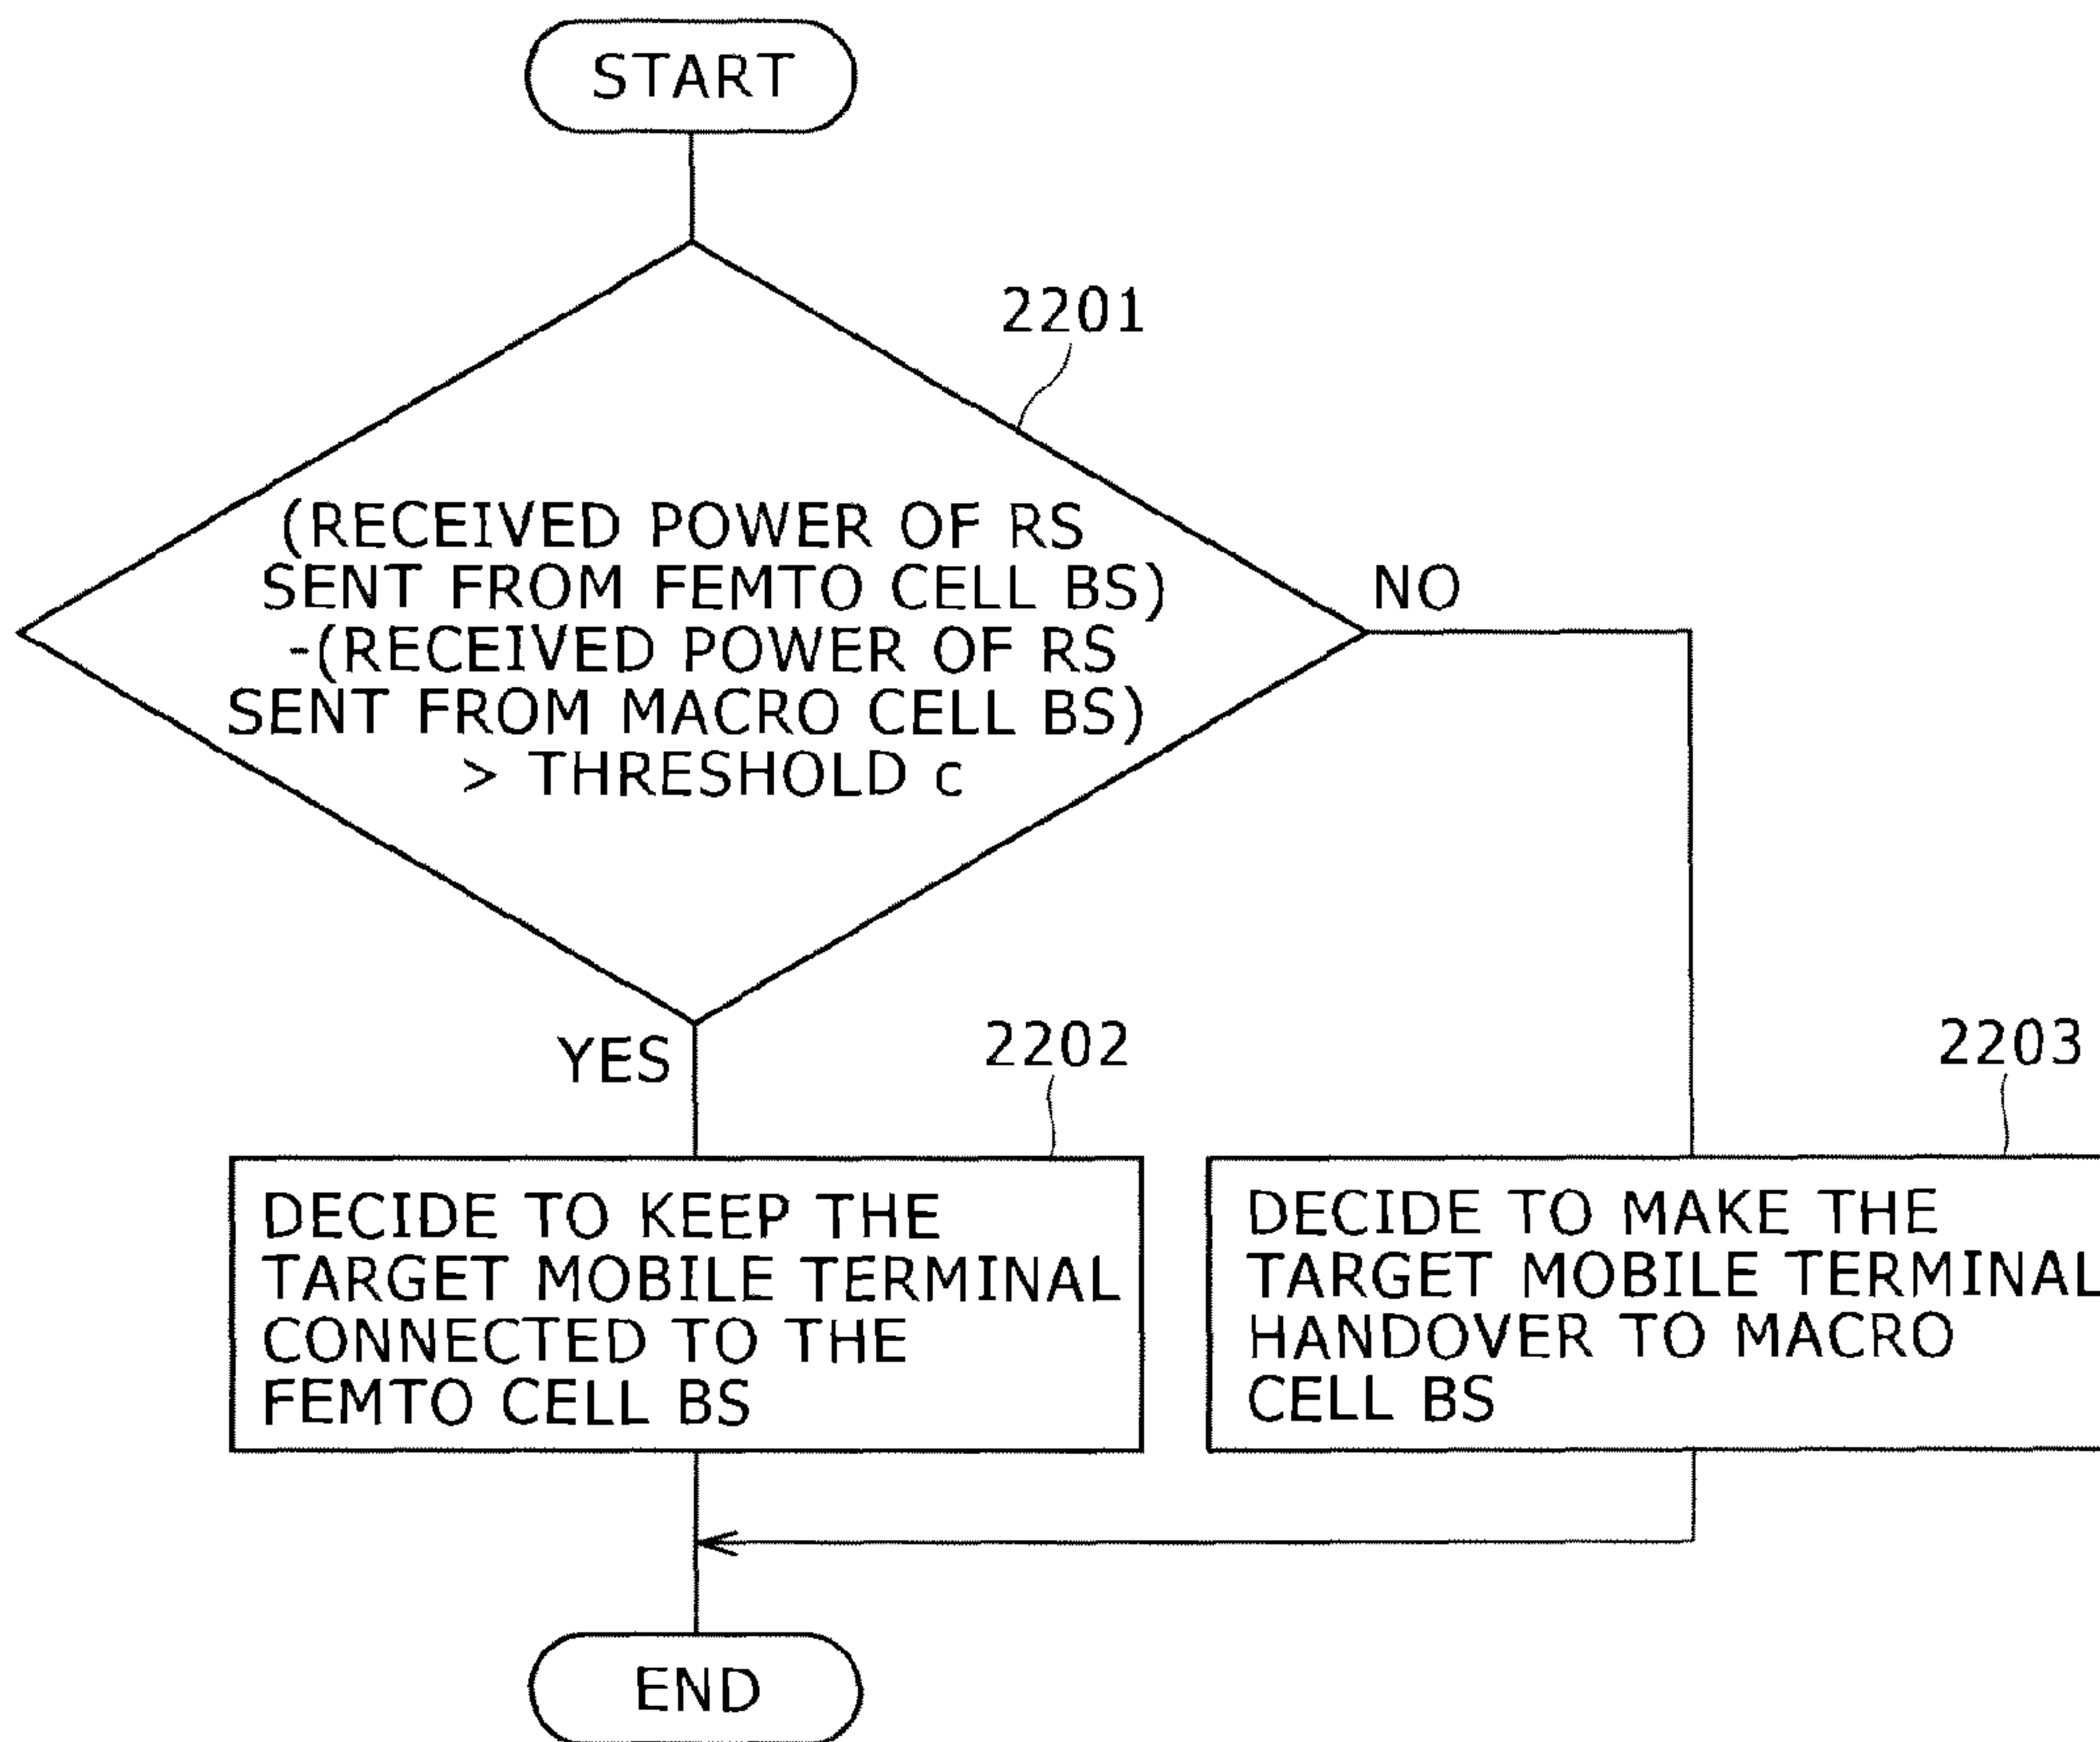 START
2201
(RECEIVED POWER OF RS
SENT FROM FEMTO CELL BS)
-(RECEIVED POWER OF RS
SENT FROM MACRO CELL BS)
> THRESHOLD c
NO
YES
2202
DECIDE TO KEEP THE
TARGET MOBILE TERMINAL
CONNECTED TO THE
FEMTO CELL BS
2203
DECIDE TO MAKE THE
TARGET MOBILE TERMINAL
HANDOVER TO MACRO
CELL BS
END